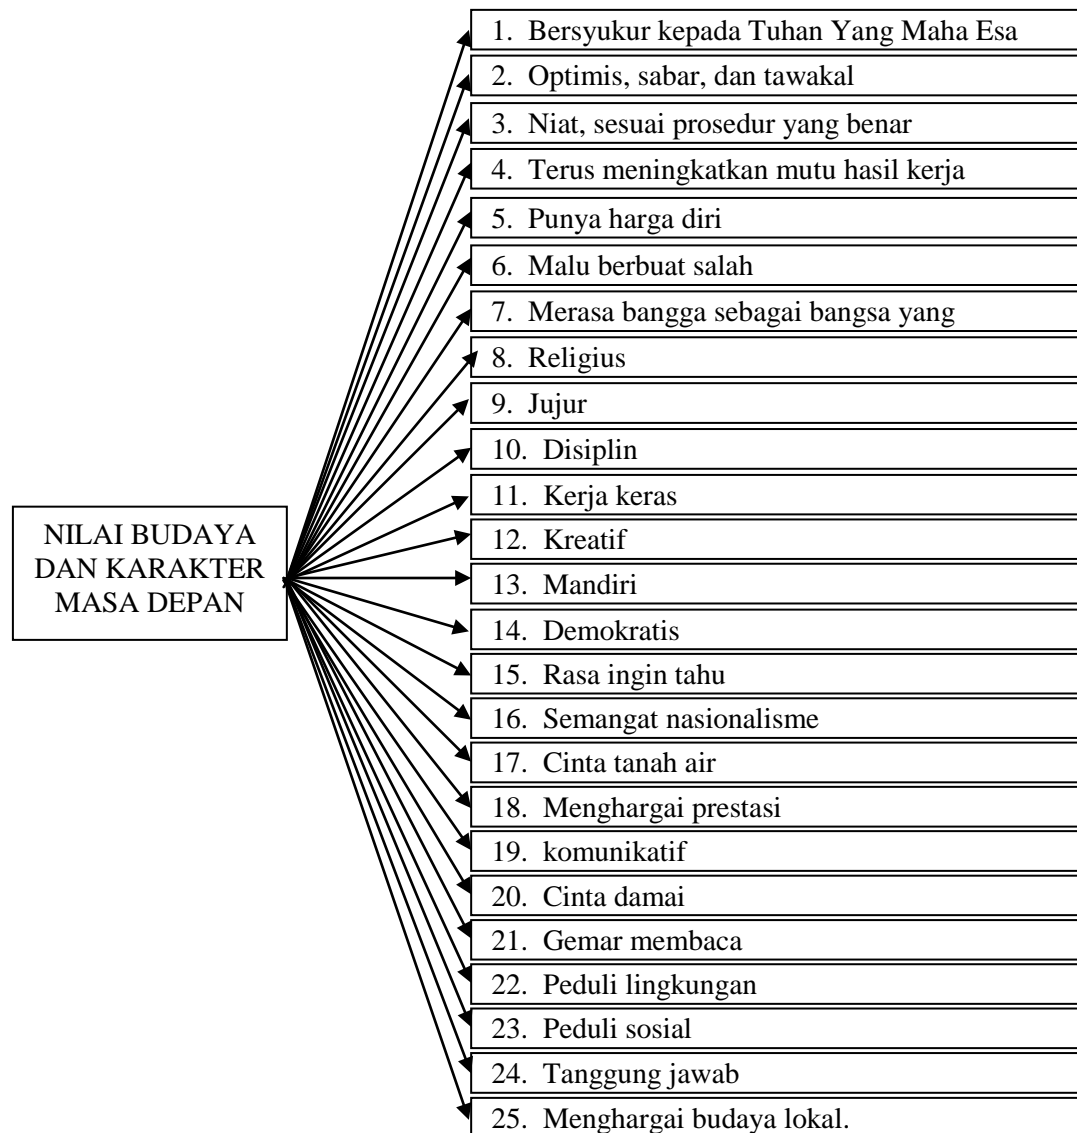 1. Bersyukur kepada Tuhan Yang Maha Esa
2. Optimis, sabar, dan tawakal
3. Niat, sesuai prosedur yang benar
4. Terus meningkatkan mutu hasil kerja
5. Punya harga diri
6. Malu berbuat salah
7. Merasa bangga sebagai bangsa yang
8. Religius
9. Jujur
10. Disiplin
11. Kerja keras
12. Kreatif
13. Mandiri
14. Demokratis
15. Rasa ingin tahu
16. Semangat nasionalisme
17. Cinta tanah air
18. Menghargai prestasi
19. komunikatif
20. Cinta damai
21. Gemar membaca
22. Peduli lingkungan
23. Peduli sosial
24. Tanggung jawab
25. Menghargai budaya lokal.
NILAI BUDAYA
DAN KARAKTER
MASA DEPAN